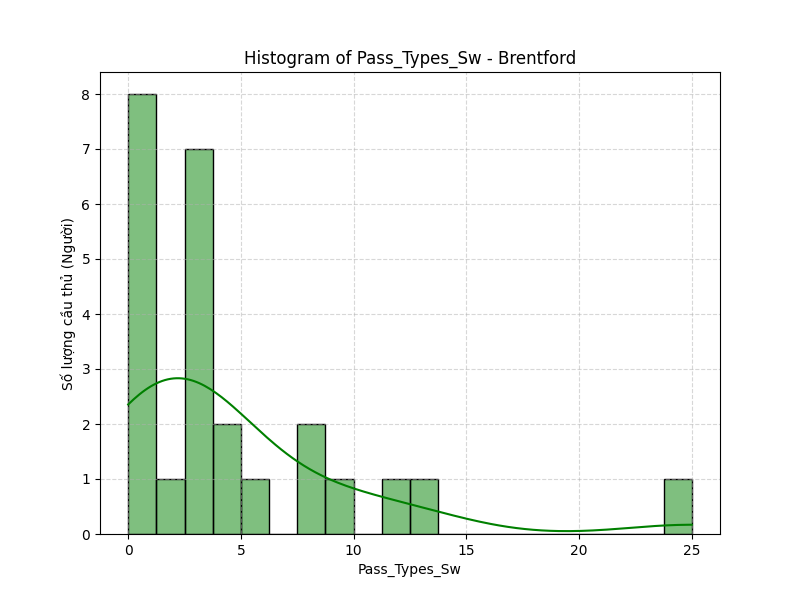 Histogram of Pass_Types_Sw - Brentford
Số lượng cầu thủ (Người)
8
7
6
5
4
3
2
1
0
0 5 10 15 20 25
Pass_Types_Sw